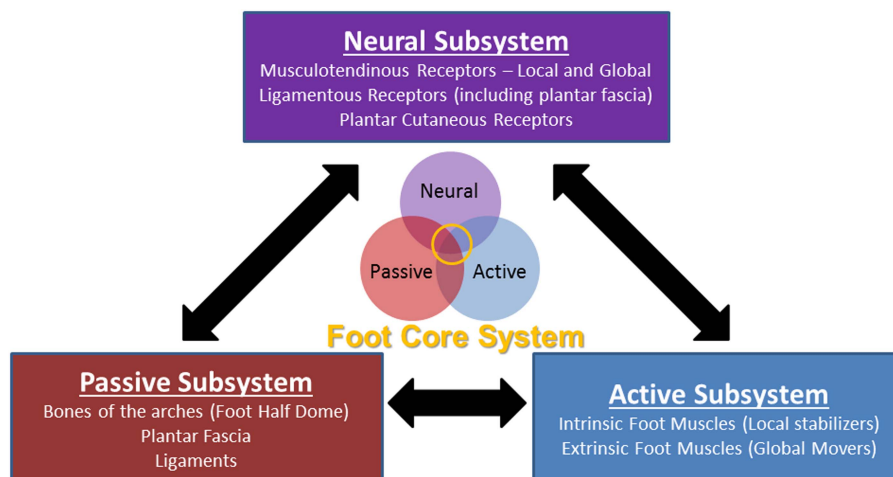 Neural Subsystem
Musculotendinous Receptors – Local and Global
Ligamentous Receptors (including plantar fascia)
Plantar Cutaneous Receptors
Neural
Passive
Active
Foot Core System
Passive Subsystem
Bones of the arches (Foot Half Dome)
Plantar Fascia
Ligaments
Active Subsystem
Intrinsic Foot Muscles (Local stabilizers)
Extrinsic Foot Muscles (Global Movers)